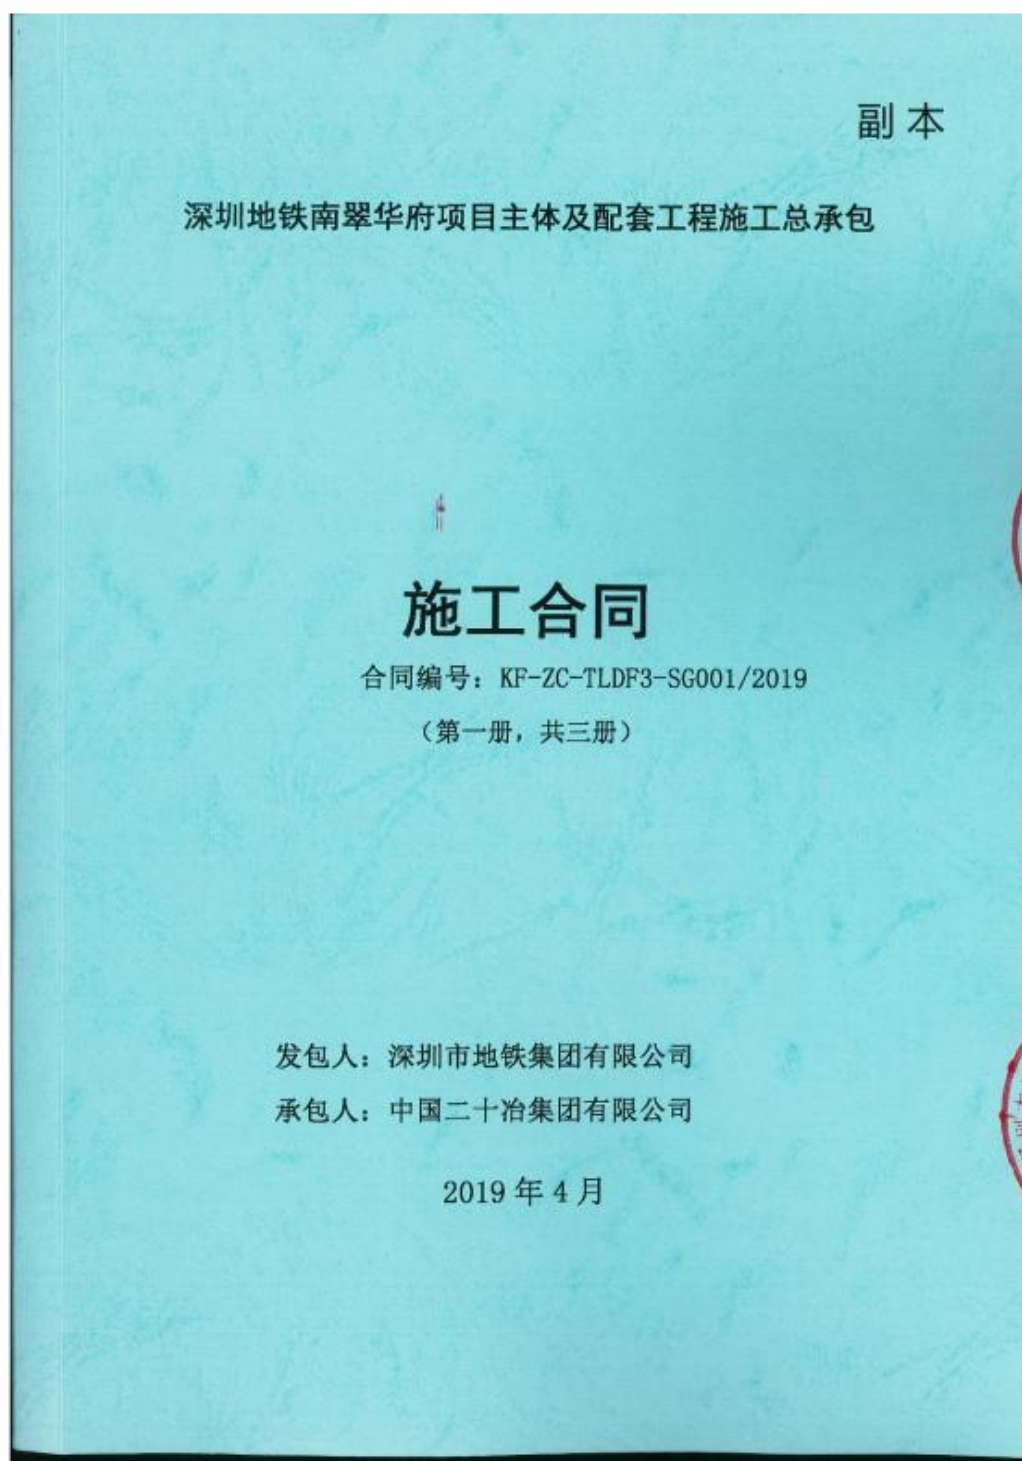 副本
深圳地铁南翠华府项目主体及配套工程施工总承包
施工合同
合同编号：KF-ZC-TLDF3-SG001/2019
（第一册，共三册）
发包人：深圳市地铁集团有限公司
承包人：中国二十冶集团有限公司
2019年4月